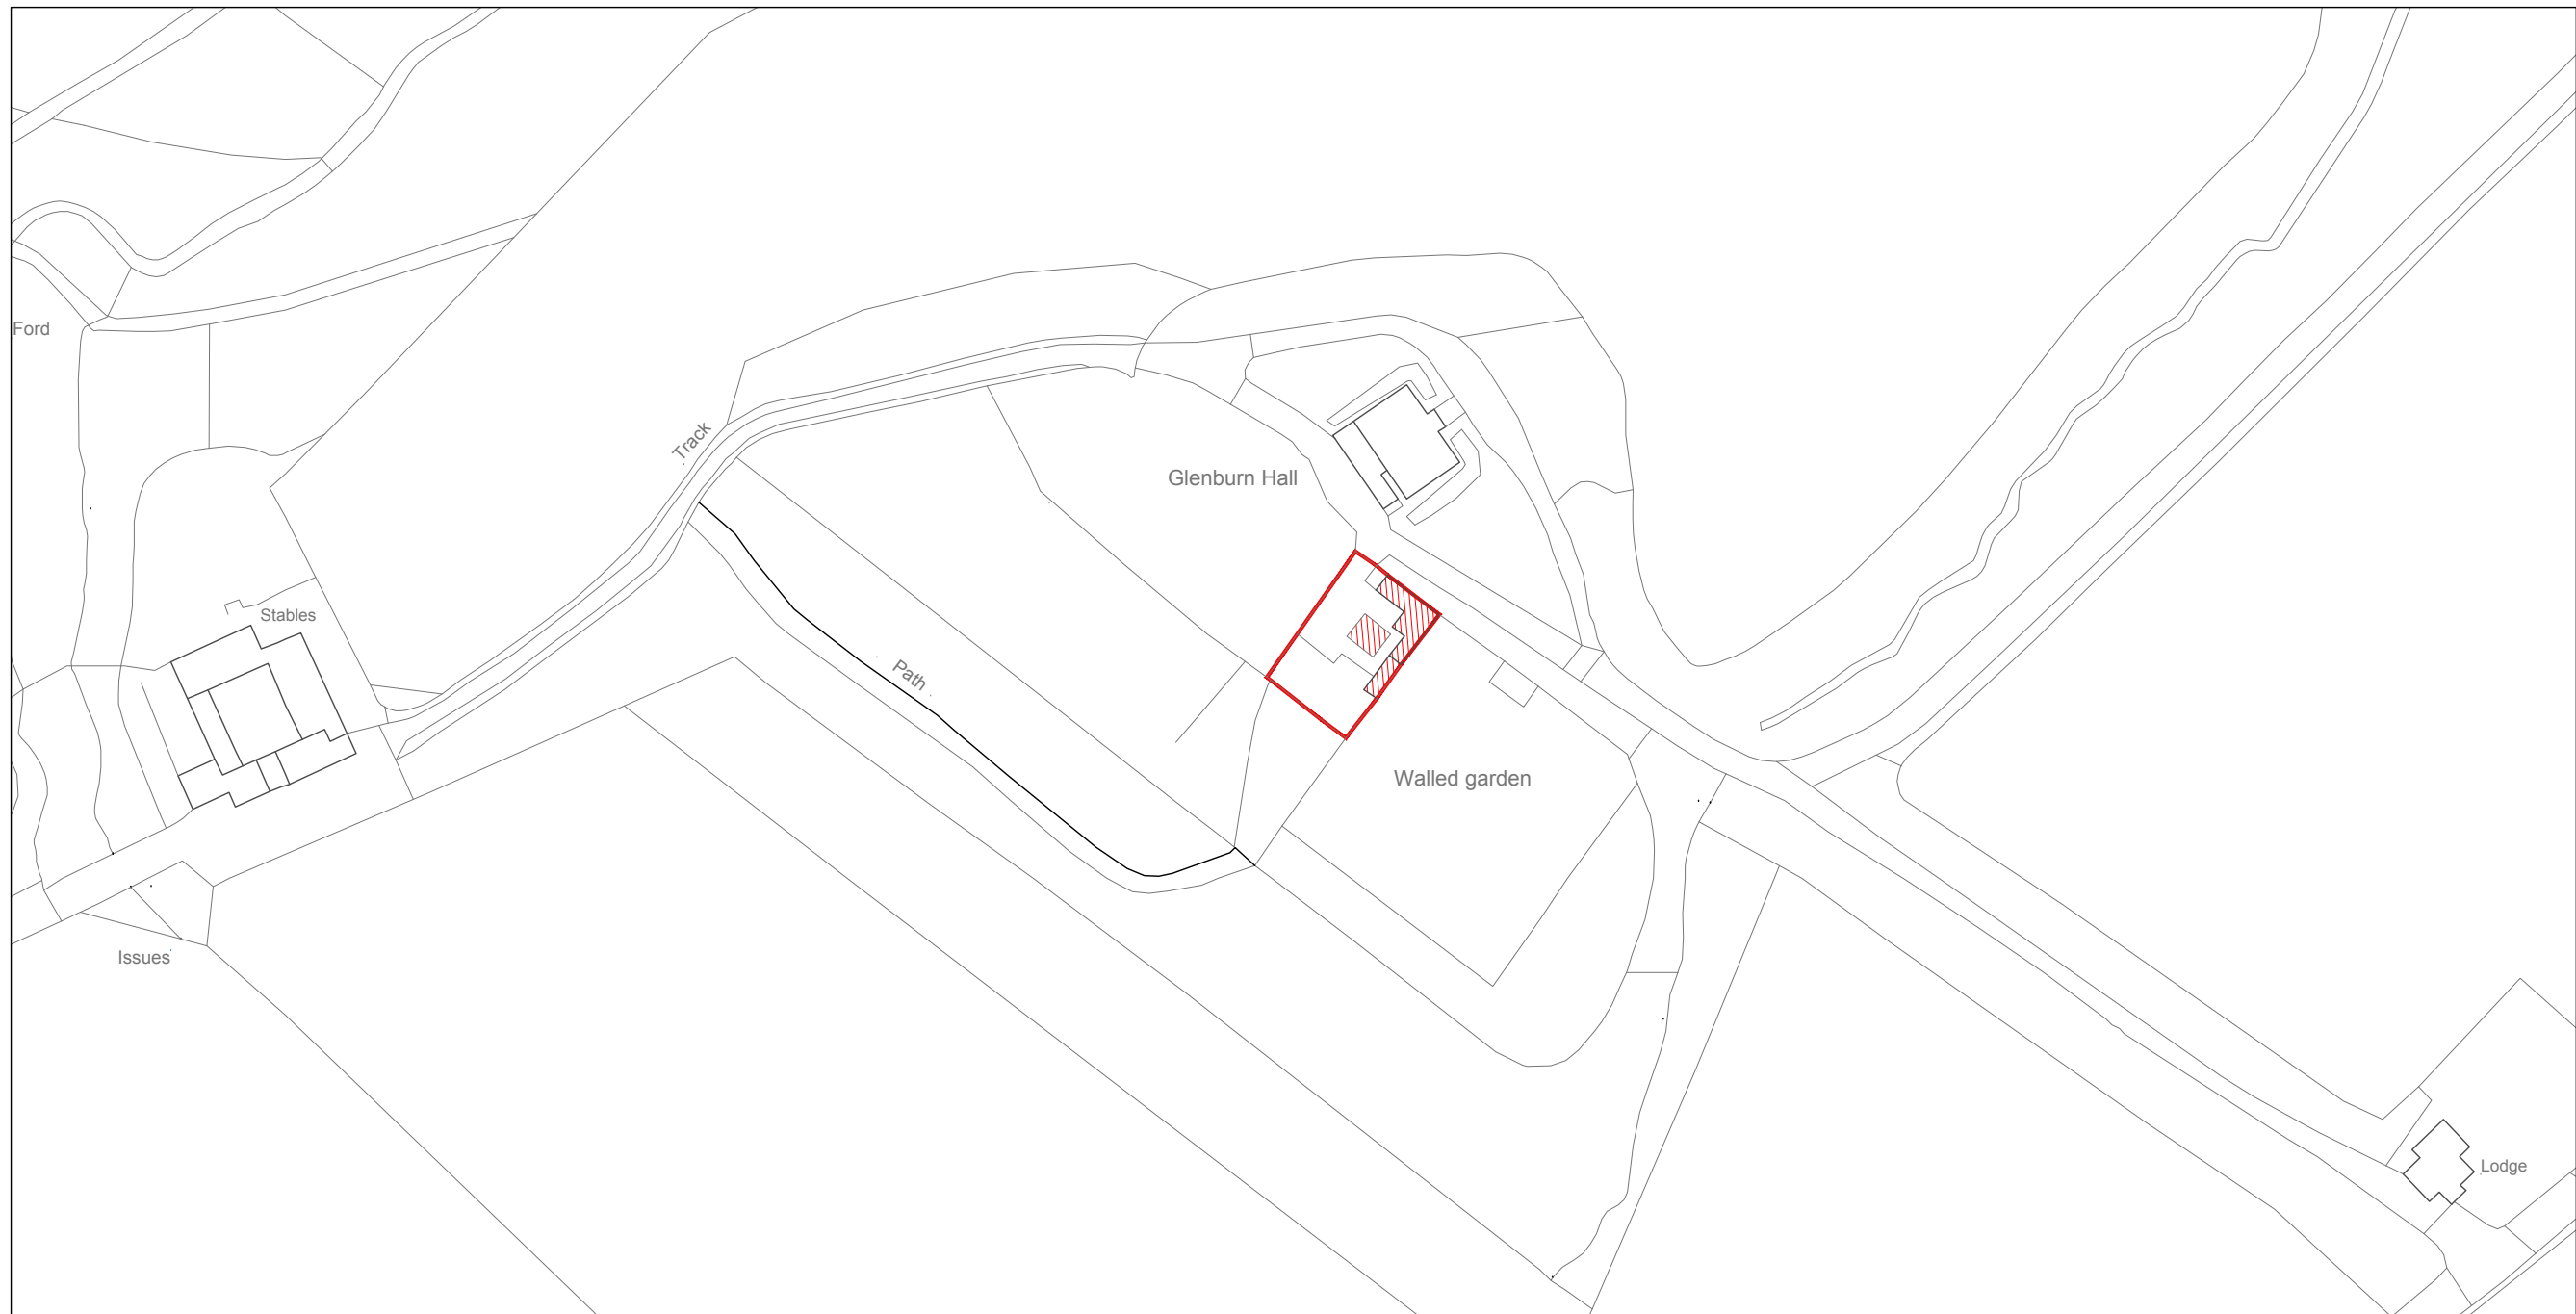 Ford
Track
Glenburn Hall
Stables
Path
Walled garden
Issues
Lodge